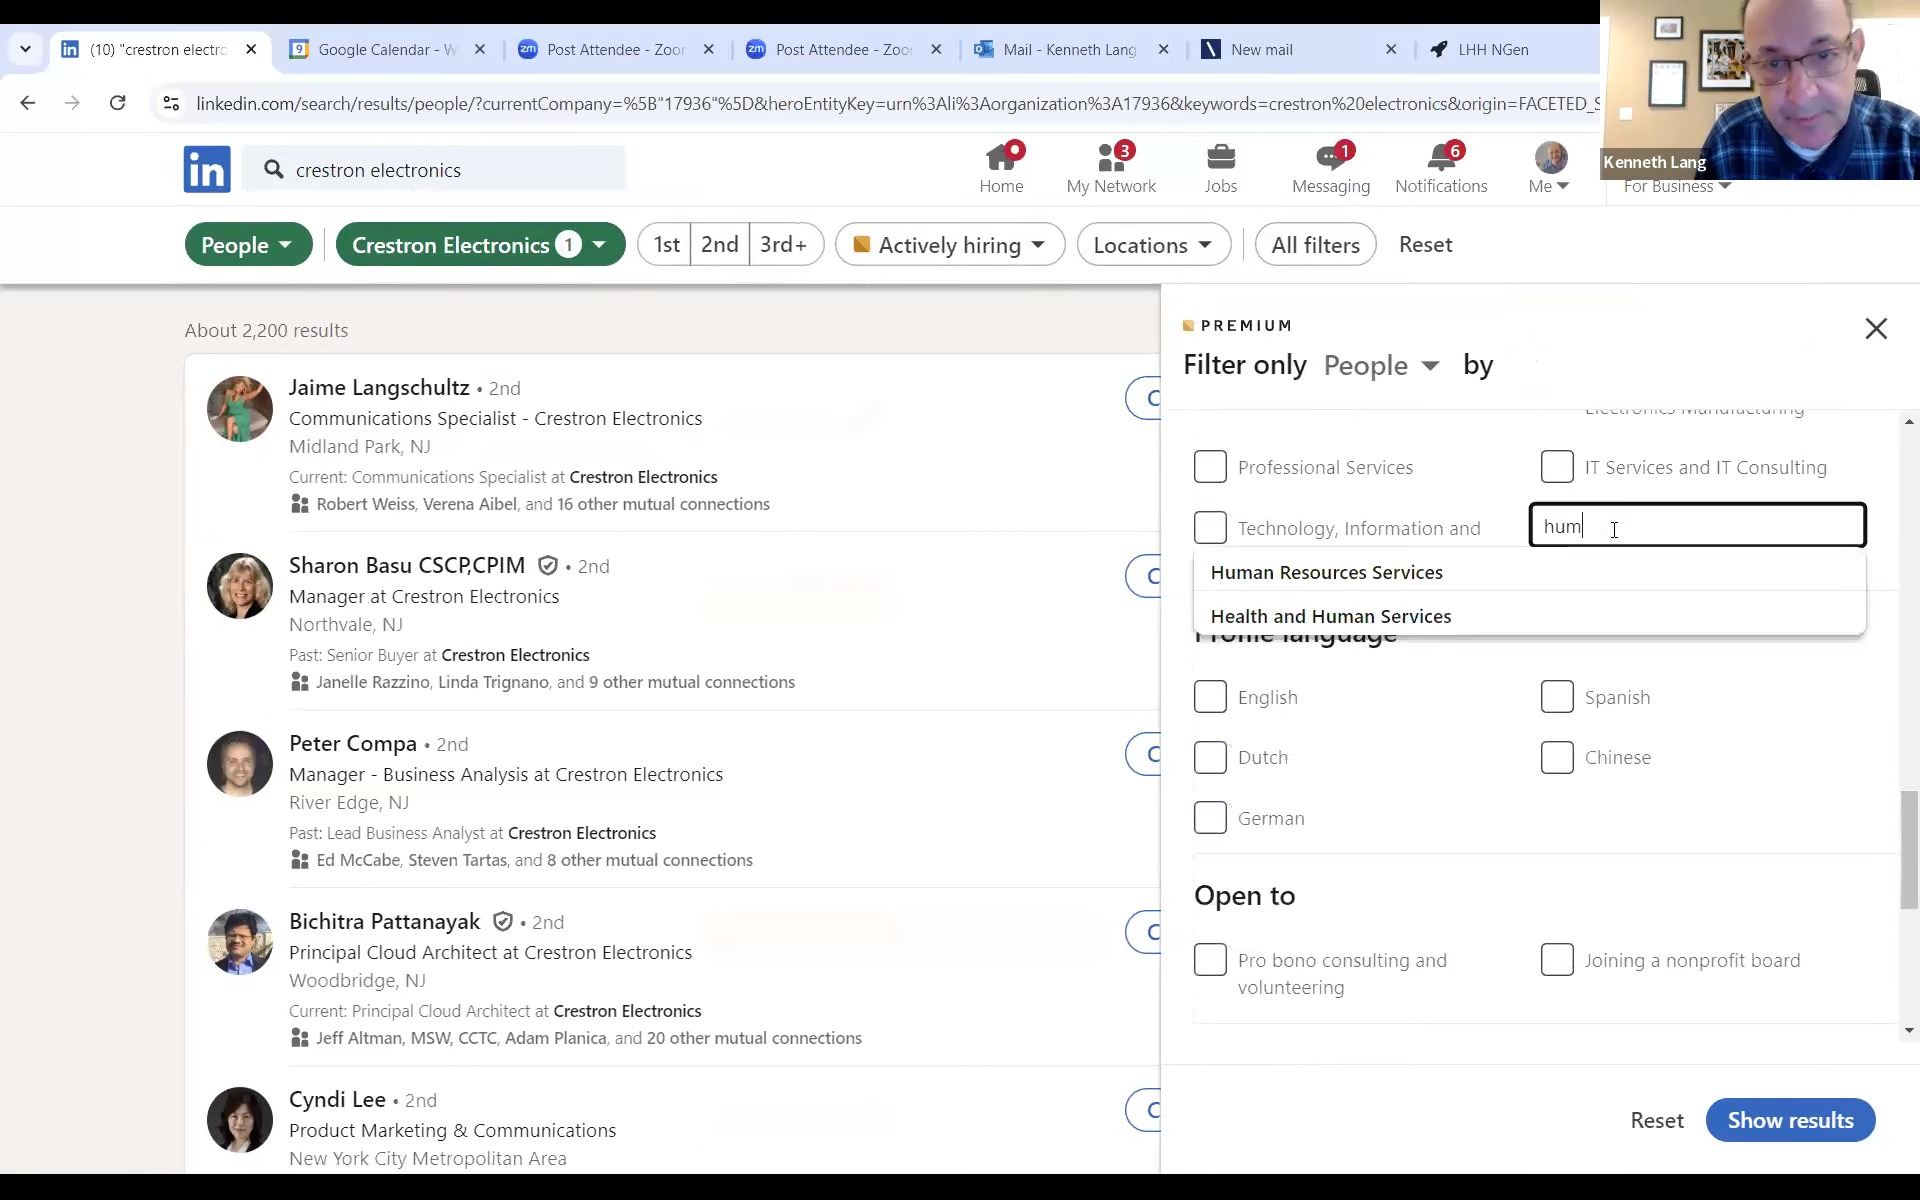 (10) "crestron electro
Google Calendar - W
Post Attendee - Zoor
Post Attendee - Zoo
Mail - Kenneth Lang
New mail
LHH NGen
linkedin.com/search/results/people/?currentCompany=%5B"17936"%5D&heroEntityKey=urn%3Ali%3Aorganization%3A17936&keywords=crestron%20electronics&origin=FACETED_S
Kenneth Lang
in
crestron electronics
Home
3
My Network
Jobs
1
Messaging
6
Notifications
Me
For Business
People
Crestron Electronics 1
1st
2nd
3rd+
Actively hiring
Locations
All filters
Reset
About 2,200 results
Jaime Langschultz • 2nd
Communications Specialist - Crestron Electronics
Midland Park, NJ
Current: Communications Specialist at Crestron Electronics
Robert Weiss, Verena Aibel, and 16 other mutual connections
Sharon Basu CSCP,CPIM • 2nd
Manager at Crestron Electronics
Northvale, NJ
Past: Senior Buyer at Crestron Electronics
Janelle Razzino, Linda Trignano, and 9 other mutual connections
Peter Compa • 2nd
Manager - Business Analysis at Crestron Electronics
River Edge, NJ
Past: Lead Business Analyst at Crestron Electronics
Ed McCabe, Steven Tartas, and 8 other mutual connections
Bichitra Pattanayak • 2nd
Principal Cloud Architect at Crestron Electronics
Woodbridge, NJ
Current: Principal Cloud Architect at Crestron Electronics
Jeff Altman, MSW, CCTC, Adam Planica, and 20 other mutual connections
Cyndi Lee • 2nd
Product Marketing & Communications
New York City Metropolitan Area
PREMIUM
Filter only People by
Electronics Manufacturing
Professional Services
IT Services and IT Consulting
Technology, Information and
hum
Human Resources Services
Health and Human Services
Profile language
English
Spanish
Dutch
Chinese
German
Open to
Pro bono consulting and
volunteering
Joining a nonprofit board
Reset
Show results